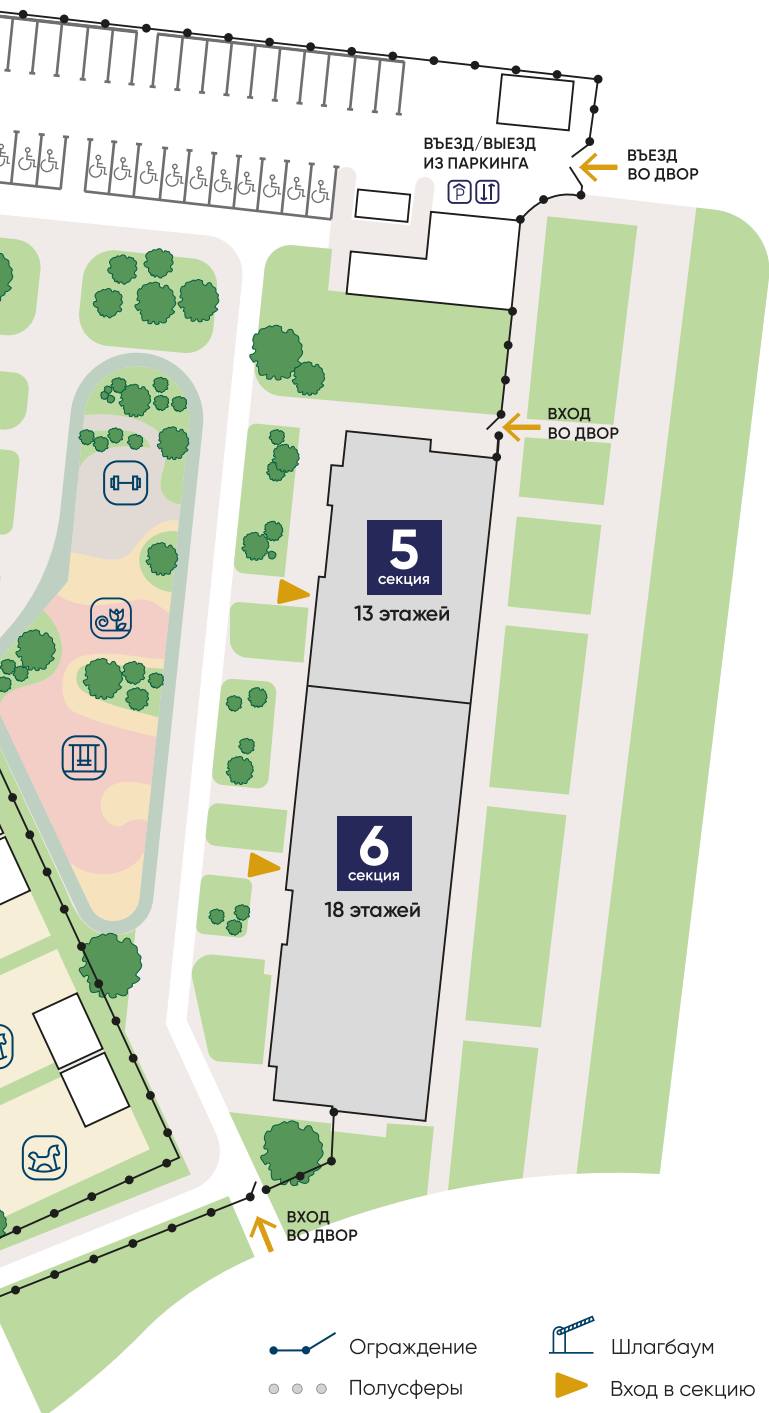 ВЪЕЗД/ВЫЕЗД
ИЗ ПАРКИНГА
P
ВЪЕЗД
ВО ДВОР
ВХОД
ВО ДВОР
5
секция
13 этажей
6
секция
18 этажей
ВХОД
ВО ДВОР
Ограждение
Шлагбаум
Полусферы
Вход в секцию